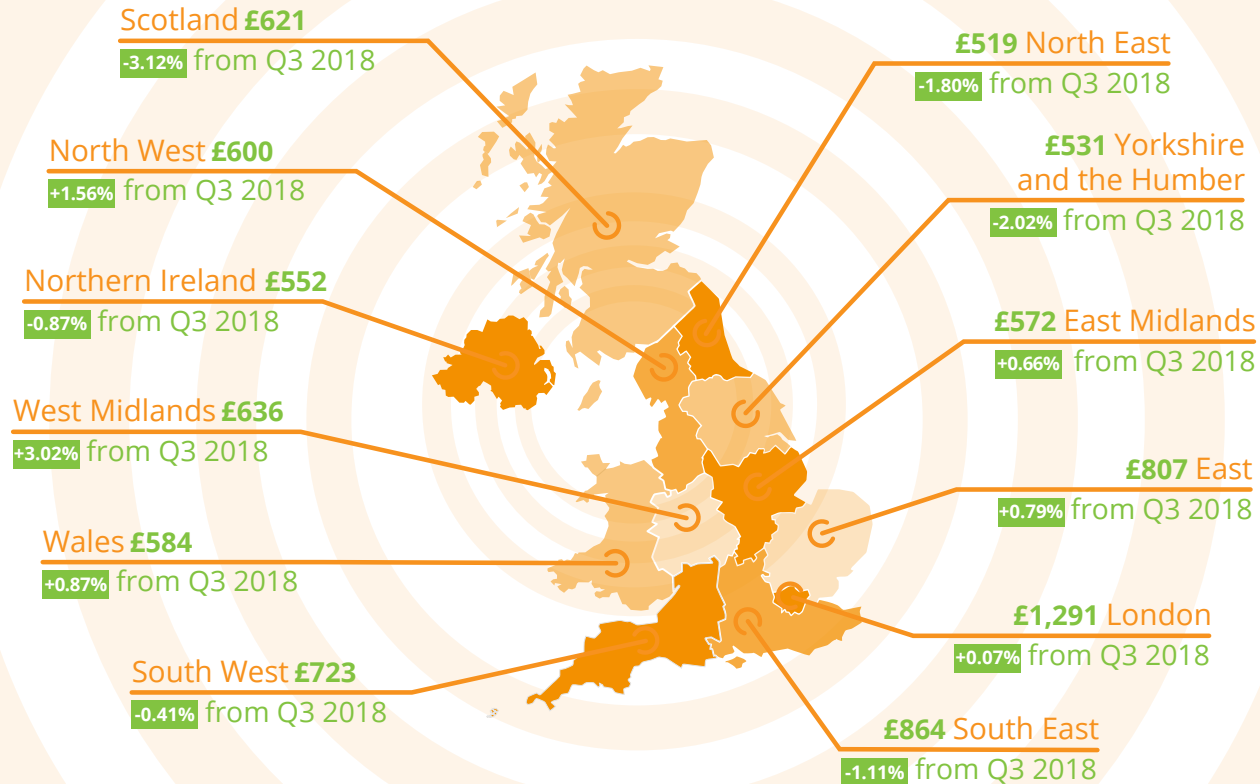 Scotland £621
-3.12% from Q3 2018
North West £600
+1.56% from Q3 2018
Northern Ireland £552
-0.87% from Q3 2018
West Midlands £636
+3.02% from Q3 2018
Wales £584
+0.87% from Q3 2018
South West £723
-0.41% from Q3 2018
£519 North East
-1.80% from Q3 2018
£531 Yorkshire
and the Humber
-2.02% from Q3 2018
£572 East Midlands
+0.66% from Q3 2018
£807 East
+0.79% from Q3 2018
£1,291 London
+0.07% from Q3 2018
£864 South East
-1.11% from Q3 2018